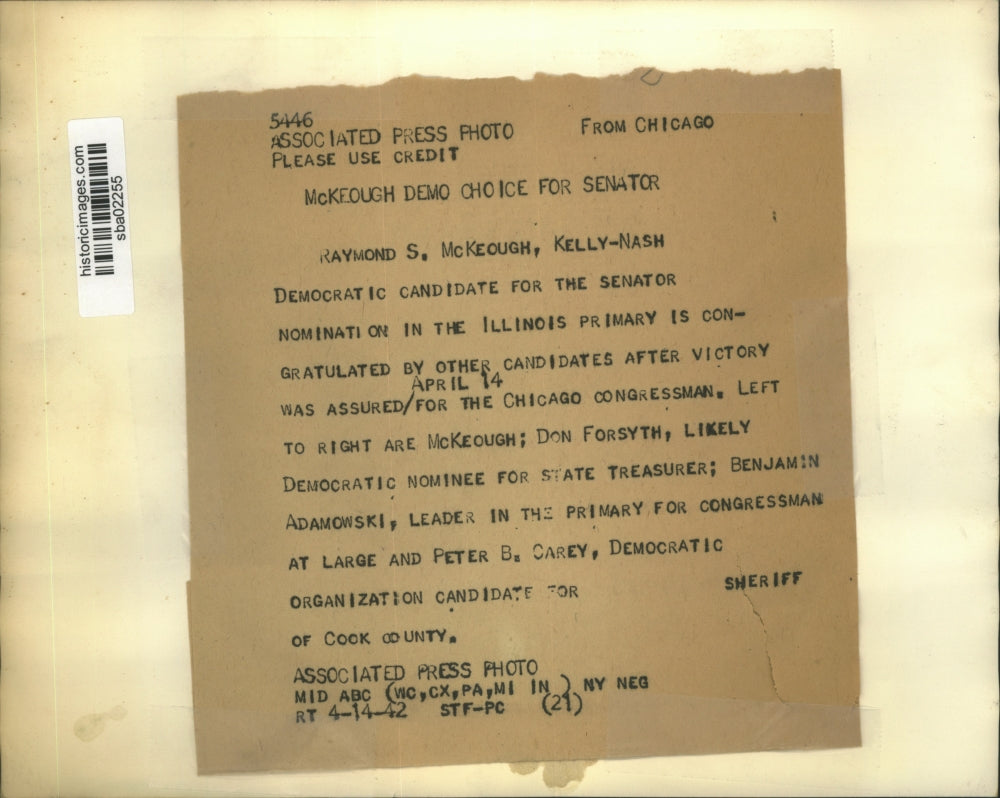 historicimages.com
sba02255
5446
ASSOCIATED PRESS PHOTO FROM CHICAGO
PLEASE USE CREDIT
MCKEOUGH DEMO CHOICE FOR SENATOR
RAYMOND S. MCKEOUGH, KELLY-NASH
DEMOCRATIC CANDIDATE FOR THE SENATOR
NOMINATION IN THE ILLINOIS PRIMARY IS CON-
GRATULATED BY OTHER CANDIDATES AFTER VICTORY
APRIL 14
WAS ASSURED/FOR THE CHICAGO CONGRESSMAN. LEFT
TO RIGHT ARE MCKEOUGH; DON FORSYTH, LIKELY
DEMOCRATIC NOMINEE FOR STATE TREASURER; BENJAMIN
ADAMOWSKI, LEADER IN THE PRIMARY FOR CONGRESSMAN
AT LARGE AND PETER B. CAREY, DEMOCRATIC
ORGANIZATION CANDIDATE FOR SHERIFF
OF COOK COUNTY.
ASSOCIATED PRESS PHOTO
MID ABC (WC,CX,PA,MI IN ) NY NEG
RT 4-14-42 STF-PC (21)